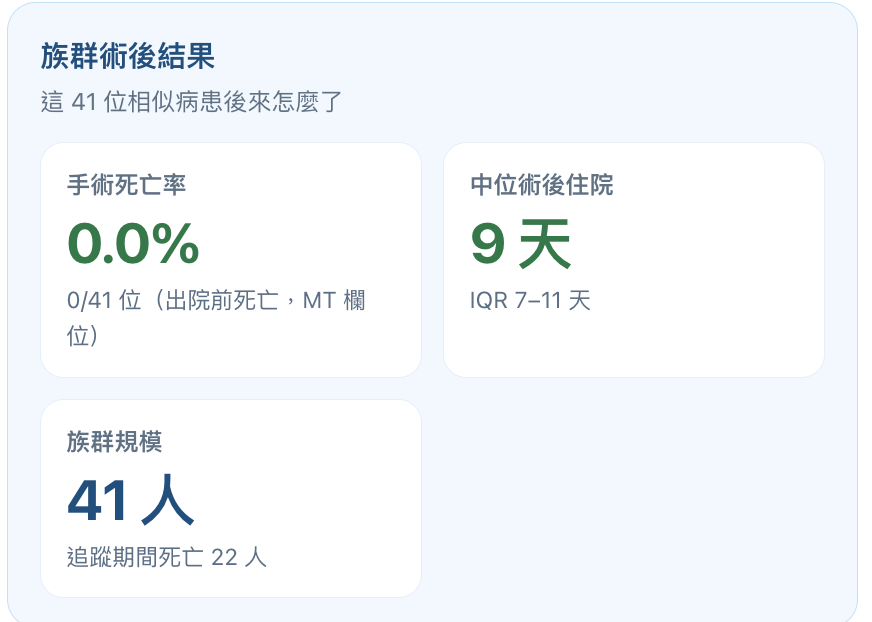 族群術後結果
這 41 位相似病患後來怎麼了
手術死亡率
0.0%
0/41 位（出院前死亡，MT 欄
位）
中位術後住院
9 天
IQR 7–11 天
族群規模
41 人
追蹤期間死亡 22 人